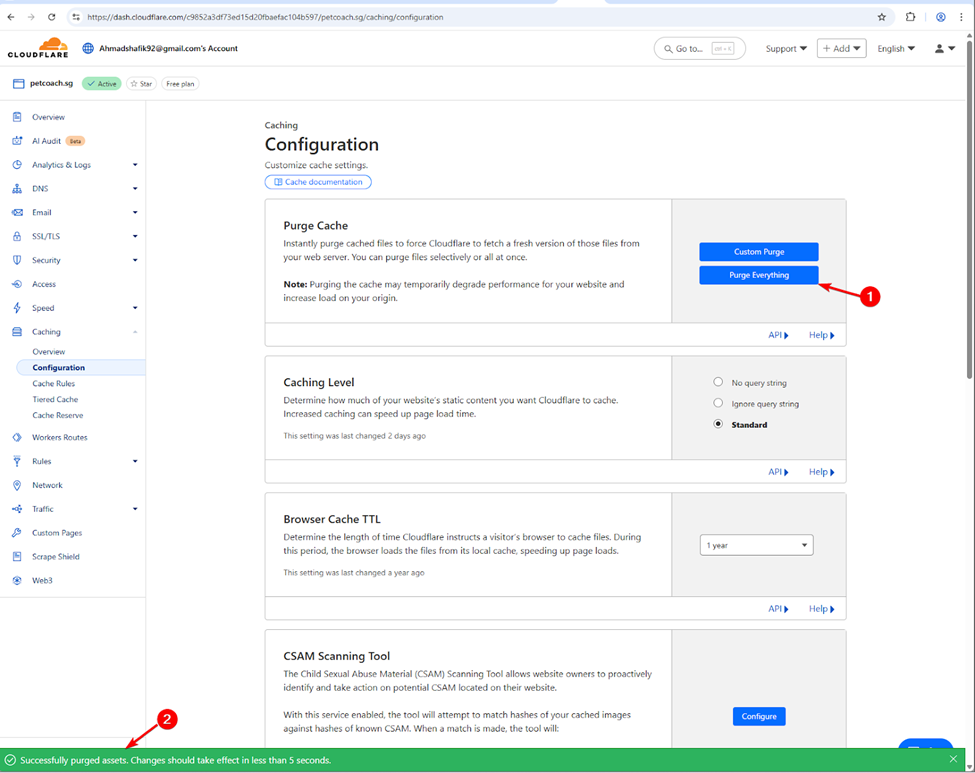 https://dash.cloudflare.com/c9852a3df73ed15d20fbaefac104b597/petcoach.sg/caching/configuration
CLOUDFLARE
Ahmadshafik92@gmail.com's Account
Go to...
Support
+ Add
English
petcoach.sg
Active
Star
Free plan
Overview
AI Audit Beta
Analytics & Logs
DNS
Email
SSL/TLS
Security
Access
Speed
Caching
Overview
Configuration
Cache Rules
Tiered Cache
Cache Reserve
Workers Routes
Rules
Network
Traffic
Custom Pages
Scrape Shield
Web3
Caching
Configuration
Customize cache settings.
Cache documentation
Purge Cache
Instantly purge cached files to force Cloudflare to fetch a fresh version of those files from
your web server. You can purge files selectively or all at once.
Note: Purging the cache may temporarily degrade performance for your website and
increase load on your origin.
Custom Purge
Purge Everything
1
API
Help
Caching Level
Determine how much of your website's static content you want Cloudflare to cache.
Increased caching can speed up page load time.
This setting was last changed 2 days ago
No query string
Ignore query string
Standard
API
Help
Browser Cache TTL
Determine the length of time Cloudflare instructs a visitor's browser to cache files. During
this period, the browser loads the files from its local cache, speeding up page loads.
This setting was last changed a year ago
1 year
API
Help
CSAM Scanning Tool
The Child Sexual Abuse Material (CSAM) Scanning Tool allows website owners to proactively
identify and take action on potential CSAM located on their website.
With this service enabled, the tool will attempt to match hashes of your cached images
against hashes of known CSAM. When a match is made, the tool will:
Configure
2
Successfully purged assets. Changes should take effect in less than 5 seconds.